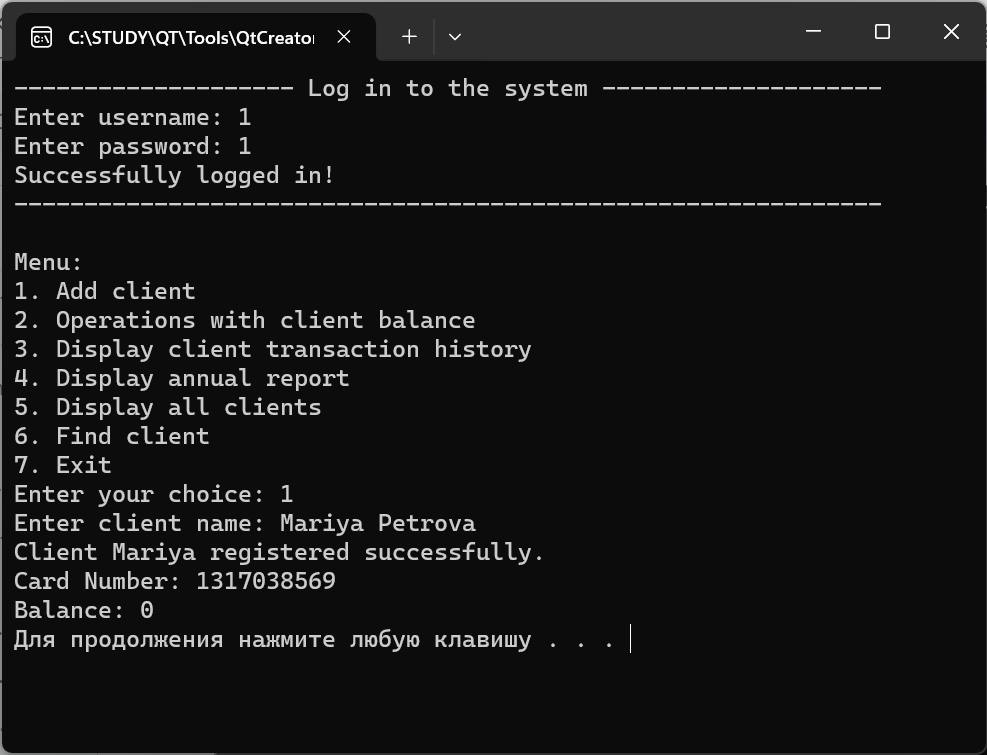 C:\STUDY\QT\Tools\QtCreator
-------------------- Log in to the system --------------------
Enter username: 1
Enter password: 1
Successfully logged in!
--------------------------------------------------------------
Menu:
1. Add client
2. Operations with client balance
3. Display client transaction history
4. Display annual report
5. Display all clients
6. Find client
7. Exit
Enter your choice: 1
Enter client name: Mariya Petrova
Client Mariya registered successfully.
Card Number: 1317038569
Balance: 0
Для продолжения нажмите любую клавишу . . .